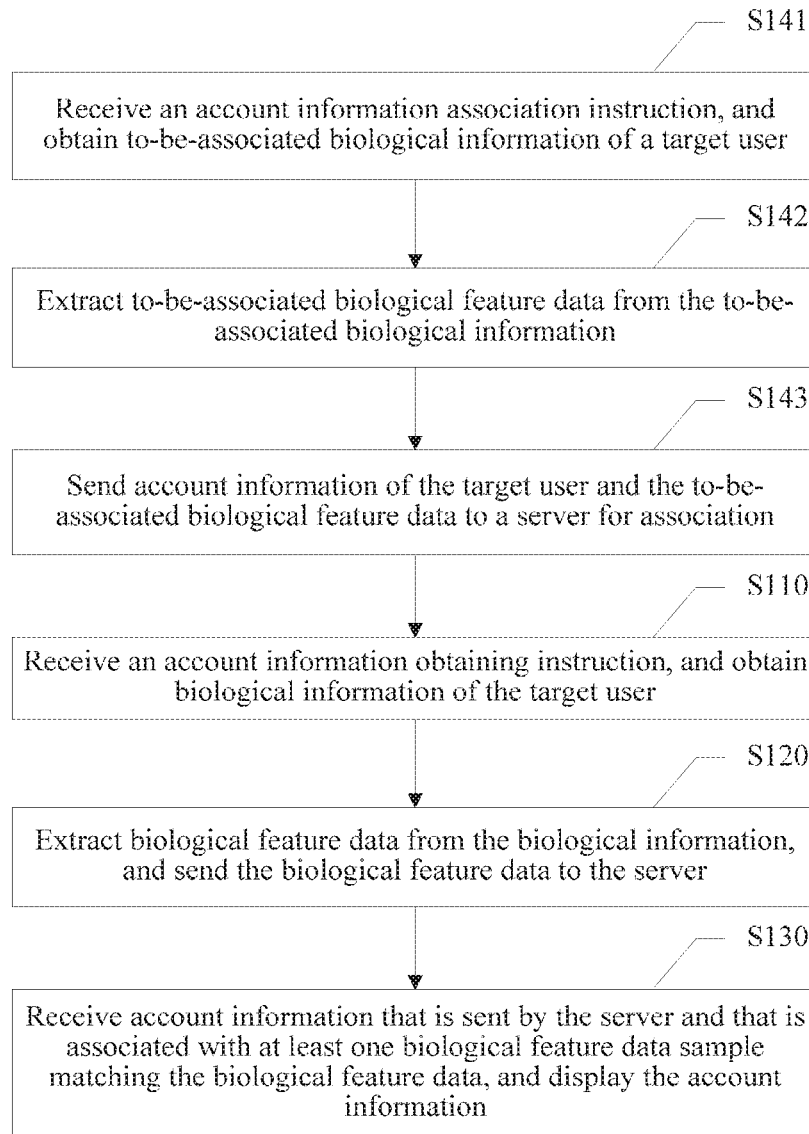 S141
Receive an account information association instruction, and
obtain to-be-associated biological information of a target user
S142
Extract to-be-associated biological feature data from the to-be-
associated biological information
S143
Send account information of the target user and the to-be-
associated biological feature data to a server for association
S110
Receive an account information obtaining instruction, and obtain
biological information of the target user
S120
Extract biological feature data from the biological information,
and send the biological feature data to the server
S130
Receive account information that is sent by the server and that is
associated with at least one biological feature data sample
matching the biological feature data, and display the account
information